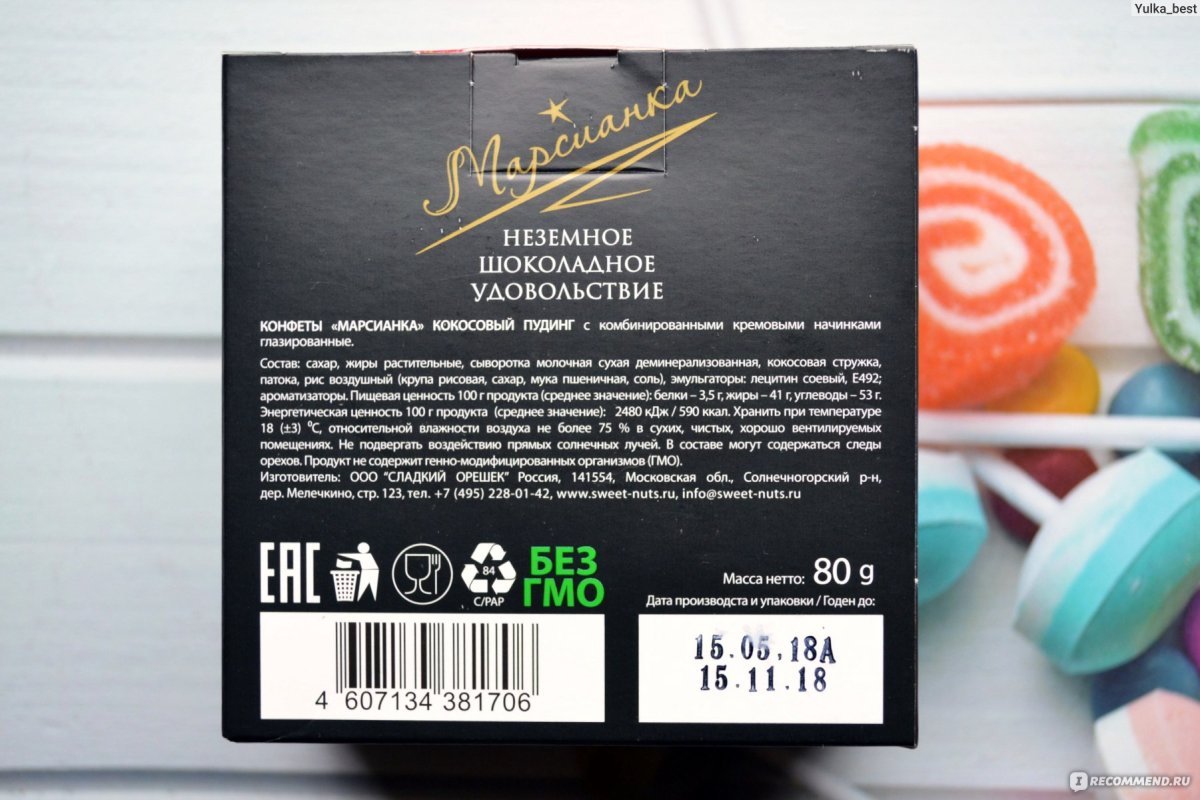 Yulka_best
Марсианка
НЕЗЕМНОЕ
ШОКОЛАДНОЕ
УДОВОЛЬСТВИЕ
КОНФЕТЫ «МАРСИАНКА» КОКОСОВЫЙ ПУДИНГ с комбинированными кремовыми начинками
глазированные.
Состав: сахар, жиры растительные, сыворотка молочная сухая деминерализованная, кокосовая стружка,
патока, рис воздушный (крупа рисовая, сахар, мука пшеничная, соль), эмульгаторы: лецитин соевый, Е492;
ароматизаторы. Пищевая ценность 100 г продукта (среднее значение): белки – 3,5 г, жиры – 41 г, углеводы – 53 г.
Энергетическая ценность 100 г продукта (среднее значение): 2480 кДж / 590 ккал. Хранить при температуре
18 (±3) ⁰С, относительной влажности воздуха не более 75 % в сухих, чистых, хорошо вентилируемых
помещениях. Не подвергать воздействию прямых солнечных лучей. В составе могут содержаться следы
орехов. Продукт не содержит генно-модифицированных организмов (ГМО).
Изготовитель: ООО "СЛАДКИЙ ОРЕШЕК" Россия, 141554, Московская обл., Солнечногорский р-н,
дер. Мелечкино, стр. 123, тел. +7 (495) 228-01-42, www.sweet-nuts.ru, info@sweet-nuts.ru
EAC
84
C/PAP
БЕЗ
ГМО
Масса нетто: 80 g
Дата производст и упаковки / Годен до:
4 607134 381706
15.05.18А
15.11.18
RECOMMEND.RU